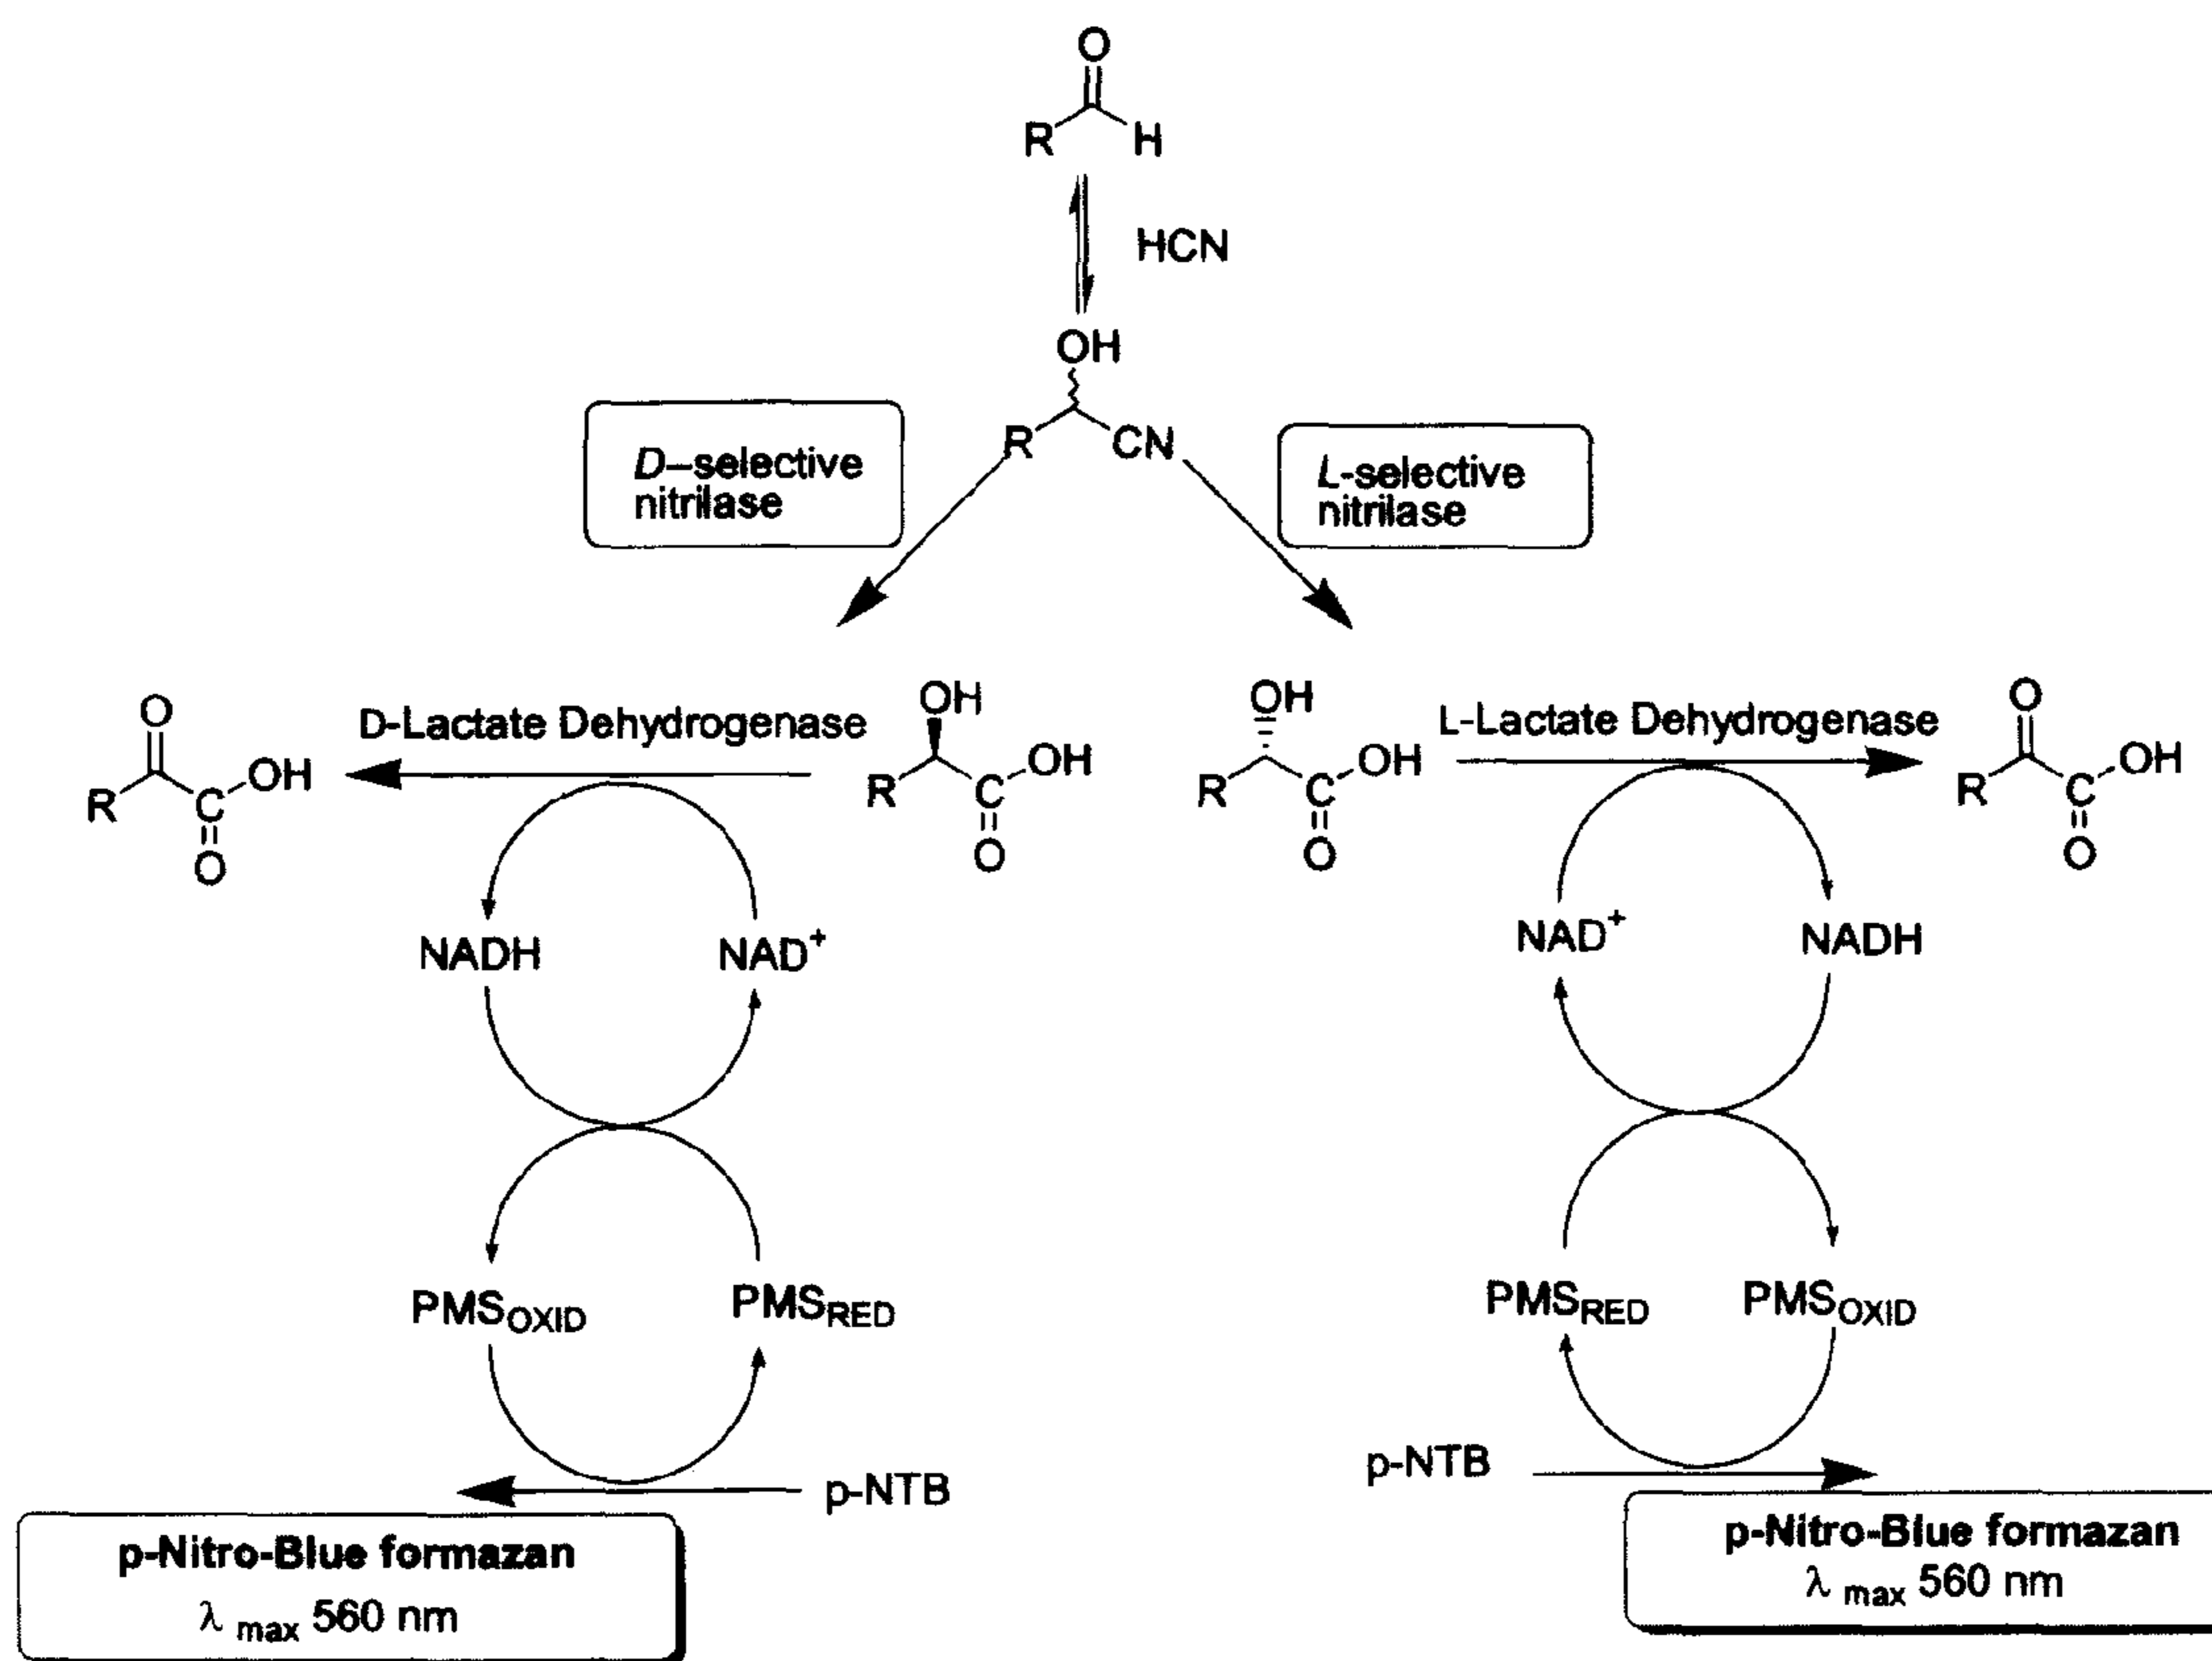 O
R H
HCN
OH
R CN
D–selective
nitrilase
L-selective
nitrilase
O
R C OH
O
D-Lactate Dehydrogenase
OH
R C OH
O
OH
R C OH
O
L-Lactate Dehydrogenase
O
R C OH
O
NADH NAD+
NAD+ NADH
PMSOXID PMSRED
PMSRED PMSOXID
p-NTB
p-NTB
p-Nitro-Blue formazan
λ max 560 nm
p-Nitro-Blue formazan
λ max 560 nm